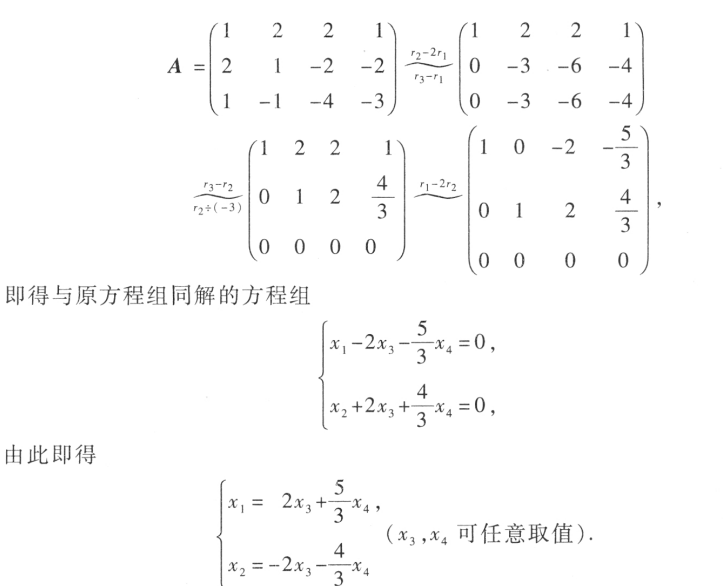 $\boldsymbol{A}=\begin{pmatrix}1&2&2&1\\2&1&-2&-2\\1&-1&-4&-3\end{pmatrix}\underset{r_3-r_1}{\overset{r_2-2r_1}{\sim}}\begin{pmatrix}1&2&2&1\\0&-3&-6&-4\\0&-3&-6&-4\end{pmatrix}$
$\underset{r_2\div(-3)}{\overset{r_3-r_2}{\sim}}\begin{pmatrix}1&2&2&1\\0&1&2&\dfrac{4}{3}\\0&0&0&0\end{pmatrix}\overset{r_1-2r_2}{\sim}\begin{pmatrix}1&0&-2&-\dfrac{5}{3}\\0&1&2&\dfrac{4}{3}\\0&0&0&0\end{pmatrix},$
即得与原方程组同解的方程组
$\begin{cases}x_1-2x_3-\dfrac{5}{3}x_4=0,\\x_2+2x_3+\dfrac{4}{3}x_4=0,\end{cases}$
由此即得
$\begin{cases}x_1=2x_3+\dfrac{5}{3}x_4,\\x_2=-2x_3-\dfrac{4}{3}x_4\end{cases}$ ($x_3,x_4$ 可任意取值).